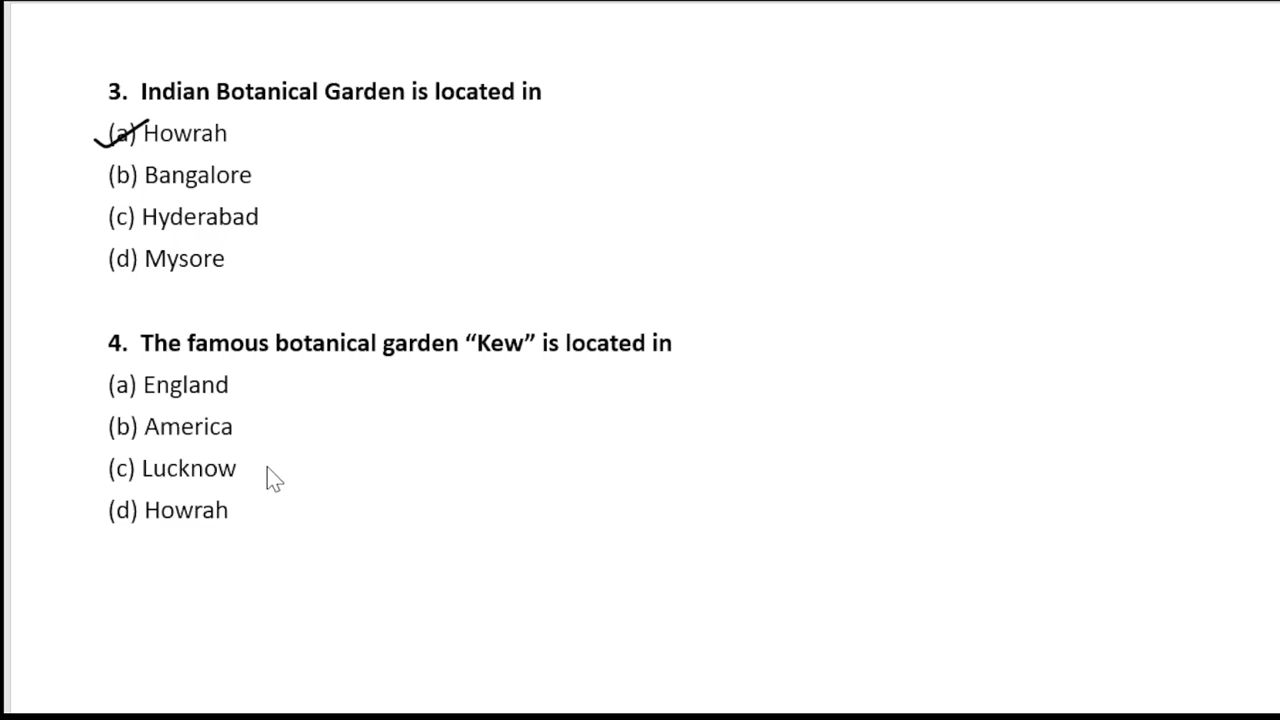 3. Indian Botanical Garden is located in
(a) Howrah
(b) Bangalore
(c) Hyderabad
(d) Mysore
4. The famous botanical garden “Kew” is located in
(a) England
(b) America
(c) Lucknow
(d) Howrah